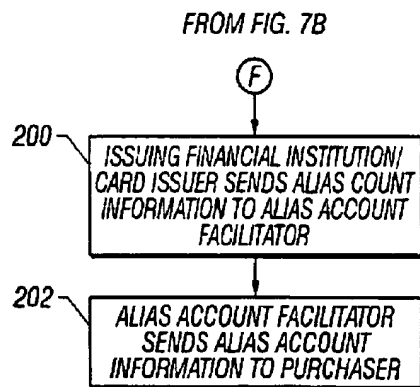 FROM FIG. 7B
F
200
ISSUING FINANCIAL INSTITUTION/
CARD ISSUER SENDS ALIAS COUNT
INFORMATION TO ALIAS ACCOUNT
FACILITATOR
202
ALIAS ACCOUNT FACILITATOR
SENDS ALIAS ACCOUNT
INFORMATION TO PURCHASER